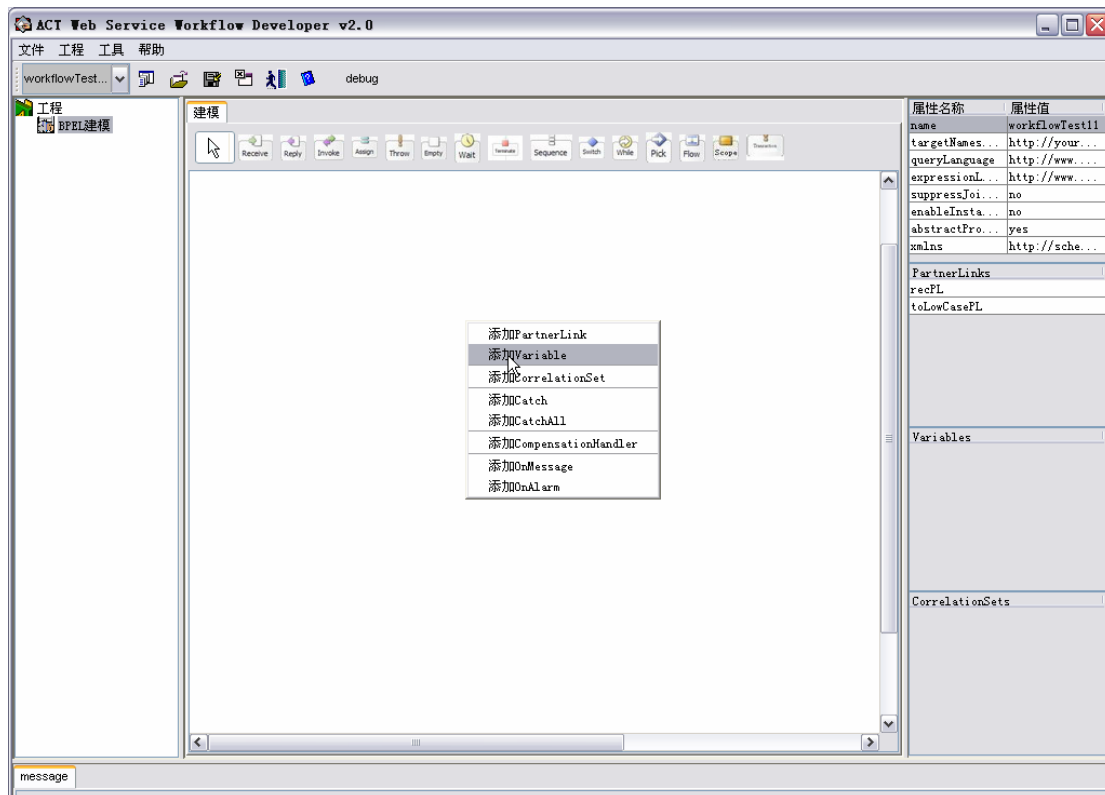 ACT Web Service Workflow Developer v2.0
文件 工程 工具 帮助
workflowTest... debug
工程
BPEL建模
建模
Receive Reply Invoke Assign Throw Empty Wait Terminate Sequence Switch While Pick Flow Scope
添加PartnerLink
添加Variable
添加CorrelationSet
添加Catch
添加CatchAll
添加CompensationHandler
添加OnMessage
添加OnAlarm
属性名称 属性值
name workflowTest11
targetNames... http://your...
queryLanguage http://www....
expressionL... http://www....
suppressJoi... no
enableInsta... no
abstractPro... yes
xmlns http://sche...
PartnerLinks
recPL
toLowCasePL
Variables
CorrelationSets
message